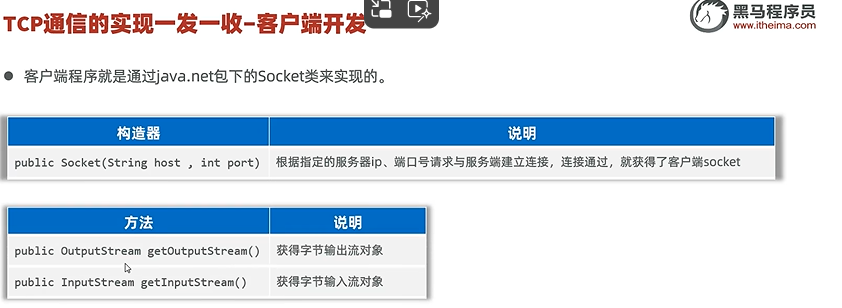 TCP通信的实现一发一收–客户端开发
黑马程序员
www.itheima.com
客户端程序就是通过java.net包下的Socket类来实现的。
构造器 说明
public Socket(String host , int port) 根据指定的服务器ip、端口号请求与服务端建立连接，连接通过，就获得了客户端socket
方法 说明
public OutputStream getOutputStream() 获得字节输出流对象
public InputStream getInputStream() 获得字节输入流对象